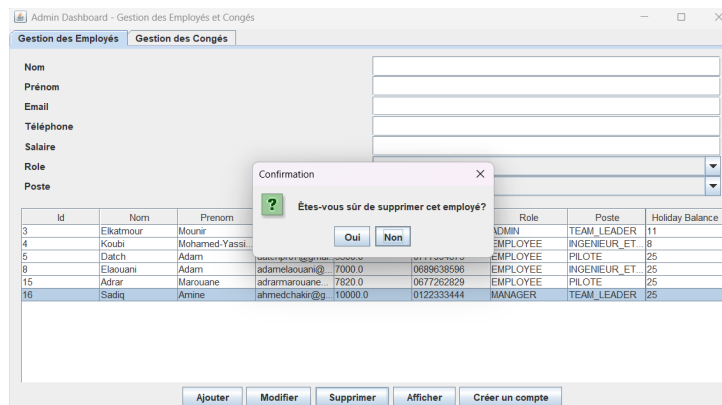 Admin Dashboard - Gestion des Employés et Congés
Gestion des Employés Gestion des Congés
Nom
Prénom
Email
Téléphone
Salaire
Role
Poste
Confirmation
Êtes-vous sûr de supprimer cet employé?
Oui Non
Id Nom Prenom Role Poste Holiday Balance
3 Elkatmour Mounir ADMIN TEAM_LEADER 11
4 Koubi Mohamed-Yassi... EMPLOYEE INGENIEUR_ET... 8
5 Datch Adam EMPLOYEE PILOTE 25
8 Elaouani Adam adamelaouani@... 7000.0 0689638596 EMPLOYEE INGENIEUR_ET... 25
15 Adrar Marouane adrarmarouane... 7820.0 0677262829 EMPLOYEE PILOTE 25
16 Sadiq Amine ahmedchakir@g... 10000.0 0122333444 MANAGER TEAM_LEADER 25
Ajouter Modifier Supprimer Afficher Créer un compte